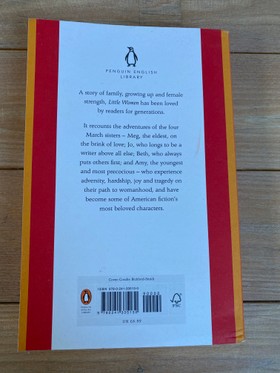 PENGUIN ENGLISH
LIBRARY
A story of family, growing up and female
strength, Little Women has been loved
by readers for generations.
It recounts the adventures of the four
March sisters – Meg, the eldest, on
the brink of love; Jo, who longs to be a
writer above all else; Beth, who always
puts others first; and Amy, the youngest
and most precocious – who experience
adversity, hardship, joy and tragedy on
their path to womanhood, and have
become some of American fiction's
most beloved characters.
ISBN
90000
FSC